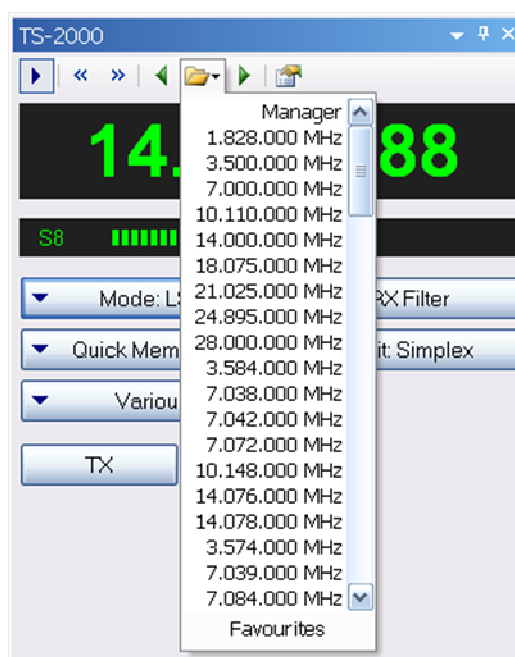 TS-2000
Manager
14. 88
1.828.000 MHz
3.500.000 MHz
7.000.000 MHz
10.110.000 MHz
S8
14.000.000 MHz
18.075.000 MHz
Mode: 21.025.000 MHz RX Filter
24.895.000 MHz
Quick Mem 28.000.000 MHz Simplex
3.584.000 MHz
7.038.000 MHz
7.042.000 MHz
7.072.000 MHz
TX
10.148.000 MHz
14.076.000 MHz
14.078.000 MHz
3.574.000 MHz
7.039.000 MHz
7.084.000 MHz
Favourites